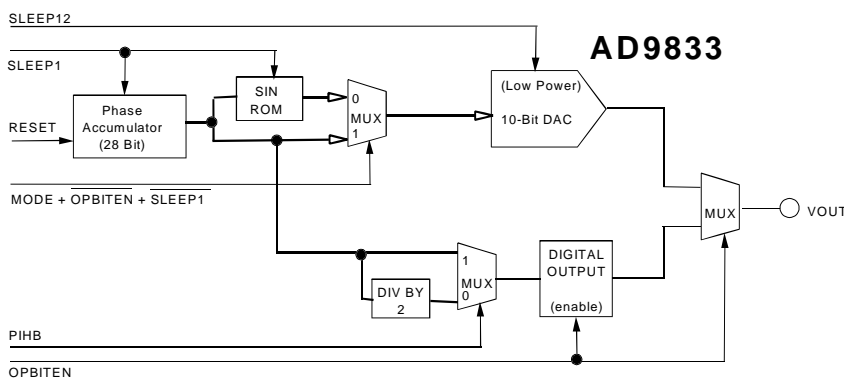 SLEEP12
AD9833
SLEEP1
SIN
ROM
(Low Power)
10-Bit DAC
Phase
Accumulator
(28 Bit)
0
MUX
1
RESET
MODE + OPBITEN + SLEEP1
MUX
VOUT
1
MUX
0
DIGITAL
OUTPUT
(enable)
DIV BY
2
PIHB
OPBITEN